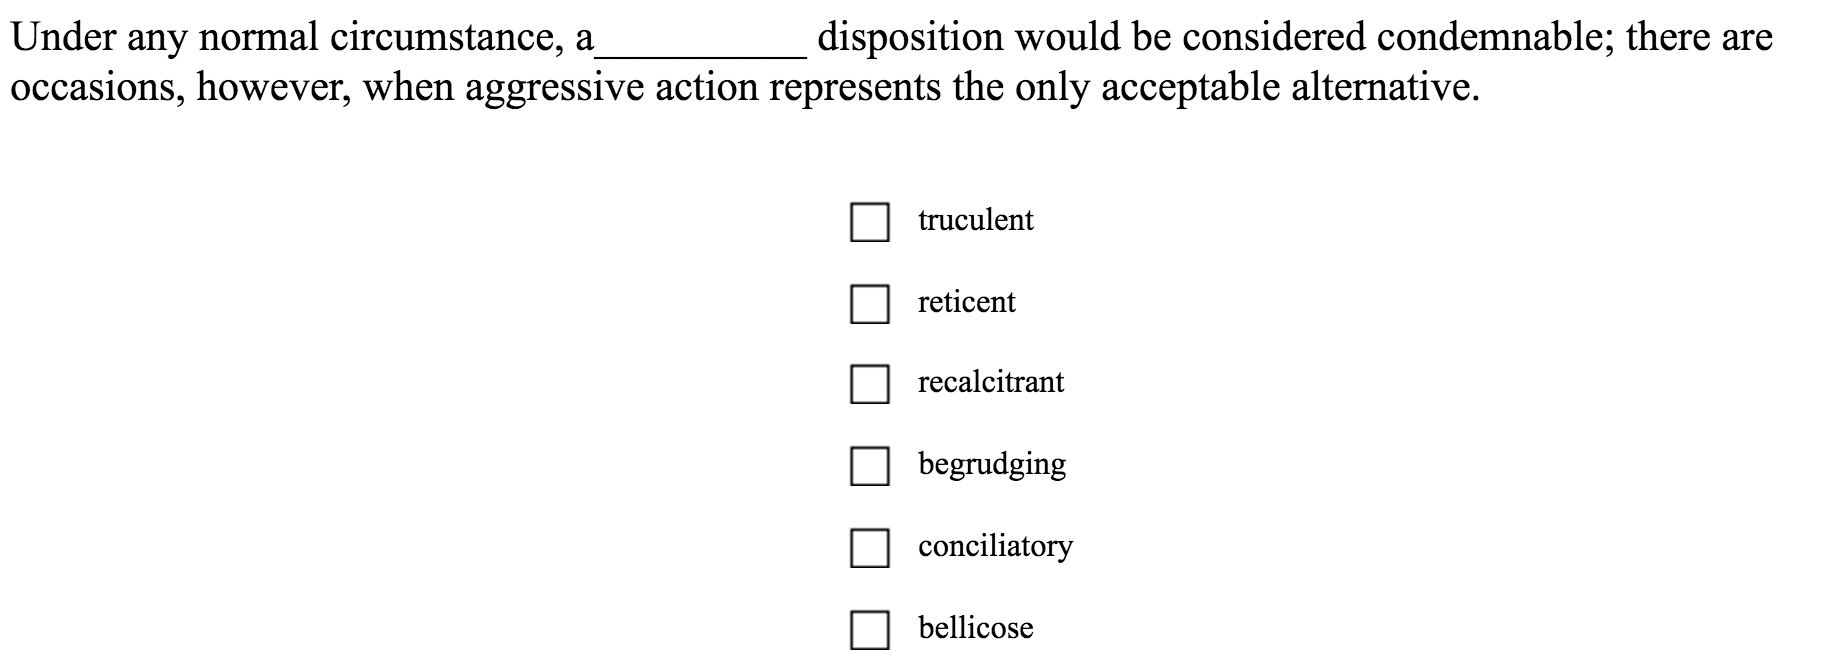 Under any normal circumstance, a__________ disposition would be considered condemnable; there are
occasions, however, when aggressive action represents the only acceptable alternative.
truculent
reticent
recalcitrant
begrudging
conciliatory
bellicose